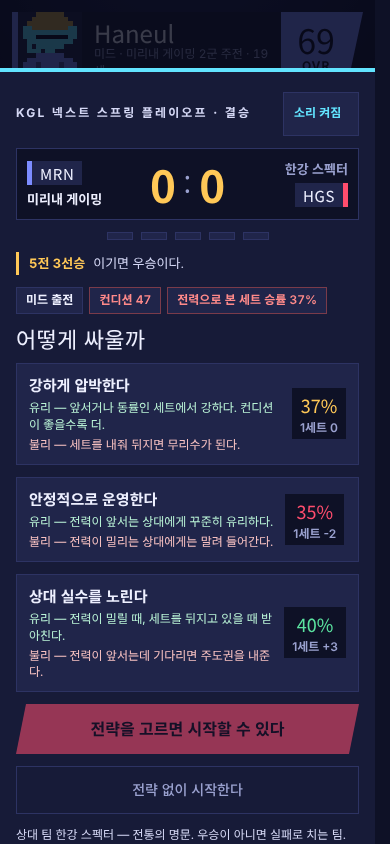 Haneul
미드 · 미리내 게이밍 2군 주전 · 19
69
OVR
KGL 넥스트 스프링 플레이오프 · 결승
소리 켜짐
MRN
미리내 게이밍
0 : 0
한강 스펙터
HGS
5전 3선승 이기면 우승이다.
미드 출전
컨디션 47
전력으로 본 세트 승률 37%
어떻게 싸울까
강하게 압박한다
유리 — 앞서거나 동률인 세트에서 강하다. 컨디션
이 좋을수록 더.
불리 — 세트를 내줘 뒤지면 무리수가 된다.
37%
1세트 0
안정적으로 운영한다
유리 — 전력이 앞서는 상대에게 꾸준히 유리하다.
불리 — 전력이 밀리는 상대에게는 말려 들어간다.
35%
1세트 -2
상대 실수를 노린다
유리 — 전력이 밀릴 때, 세트를 뒤지고 있을 때 받
아친다.
불리 — 전력이 앞서는데 기다리면 주도권을 내준
다.
40%
1세트 +3
전략을 고르면 시작할 수 있다
전략 없이 시작한다
상대 팀 한강 스펙터 — 전통의 명문. 우승이 아니면 실패로 치는 팀.